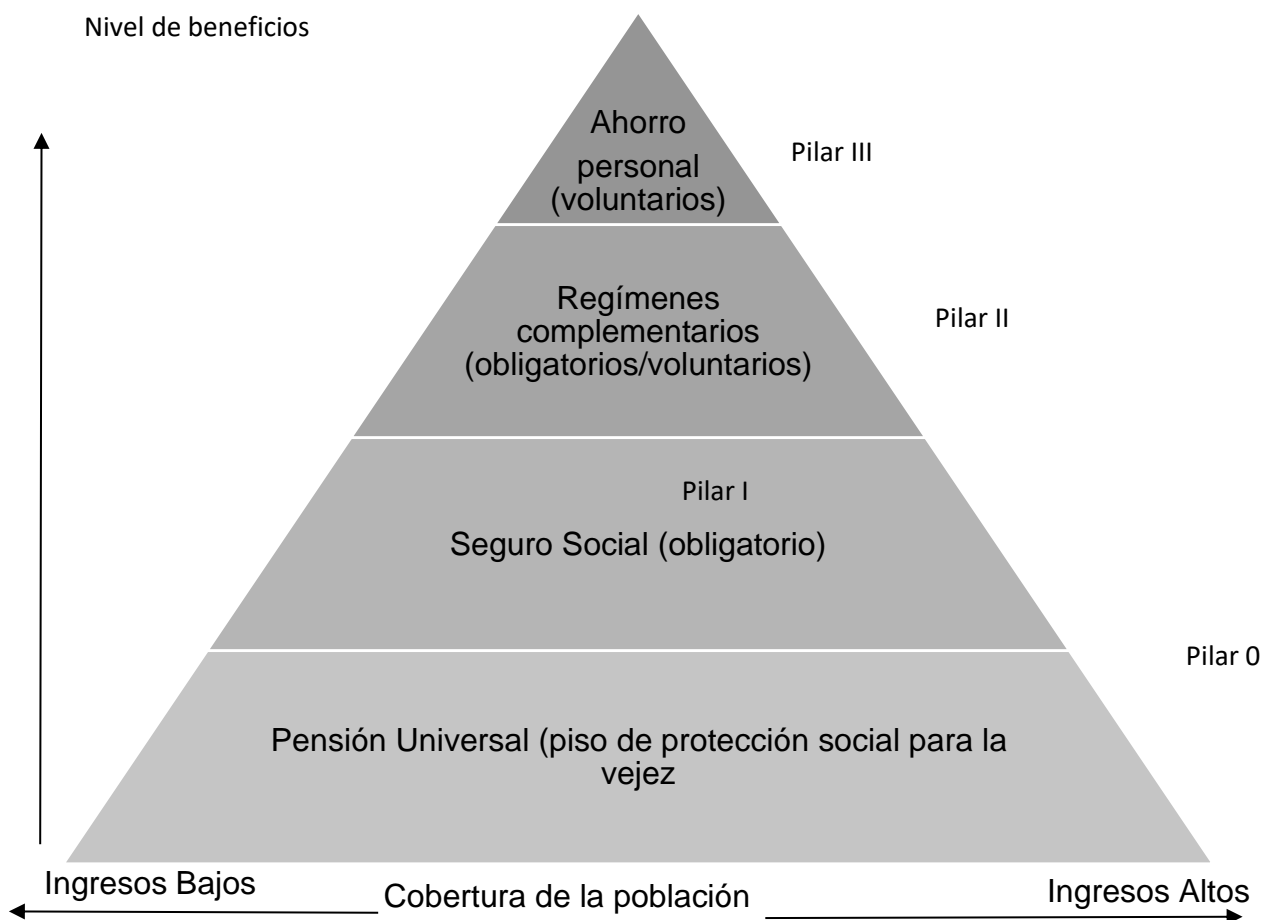 Nivel de beneficios
Ahorro
personal
(voluntarios)
Pilar III
Regímenes
complementarios
(obligatorios/voluntarios)
Pilar II
Pilar I
Seguro Social (obligatorio)
Pilar 0
Pensión Universal (piso de protección social para la
vejez
Ingresos Bajos
Cobertura de la población
Ingresos Altos